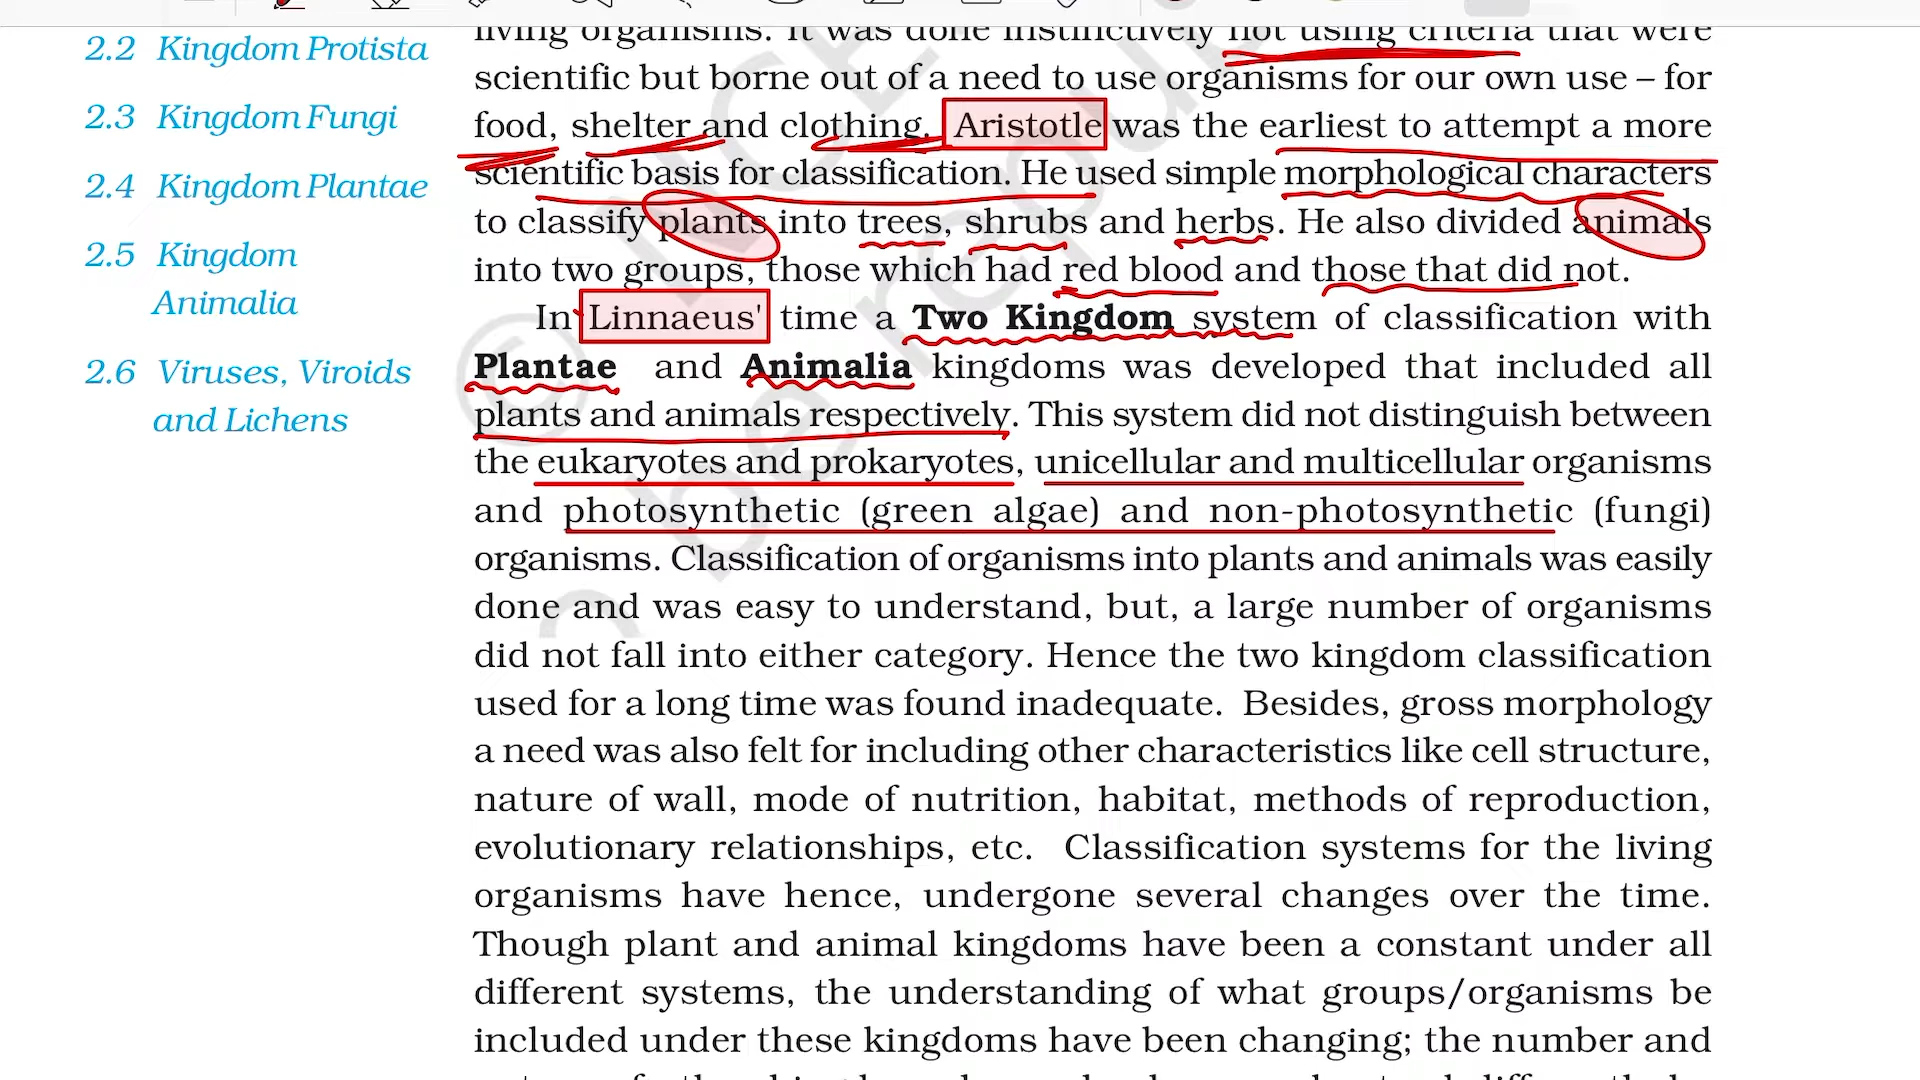 2.2 Kingdom Protista
2.3 Kingdom Fungi
2.4 Kingdom Plantae
2.5 Kingdom
Animalia
2.6 Viruses, Viroids
and Lichens
living organisms. It was done instinctively not using criteria that were
scientific but borne out of a need to use organisms for our own use – for
food, shelter and clothing. Aristotle was the earliest to attempt a more
scientific basis for classification. He used simple morphological characters
to classify plants into trees, shrubs and herbs. He also divided animals
into two groups, those which had red blood and those that did not.
In Linnaeus' time a Two Kingdom system of classification with
Plantae and Animalia kingdoms was developed that included all
plants and animals respectively. This system did not distinguish between
the eukaryotes and prokaryotes, unicellular and multicellular organisms
and photosynthetic (green algae) and non-photosynthetic (fungi)
organisms. Classification of organisms into plants and animals was easily
done and was easy to understand, but, a large number of organisms
did not fall into either category. Hence the two kingdom classification
used for a long time was found inadequate. Besides, gross morphology
a need was also felt for including other characteristics like cell structure,
nature of wall, mode of nutrition, habitat, methods of reproduction,
evolutionary relationships, etc. Classification systems for the living
organisms have hence, undergone several changes over the time.
Though plant and animal kingdoms have been a constant under all
different systems, the understanding of what groups/organisms be
included under these kingdoms have been changing; the number and